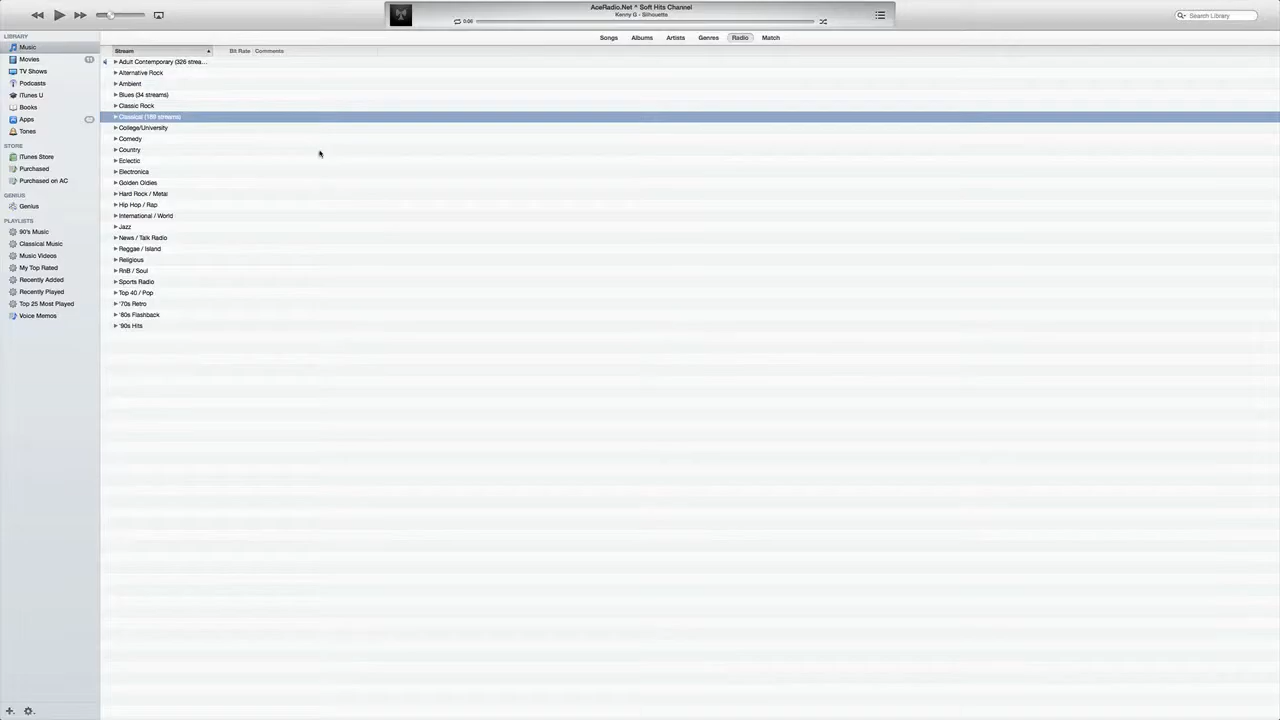 AceRadio.Net ^ Soft Hits Channel
Kenny G - Silhouette
0:06
Search Library
LIBRARY
Music
Movies
TV Shows
Podcasts
iTunes U
Books
Apps
Tones
STORE
iTunes Store
Purchased
Purchased on AC
GENIUS
Genius
PLAYLISTS
90's Music
Classical Music
Music Videos
My Top Rated
Recently Added
Recently Played
Top 25 Most Played
Voice Memos
Songs Albums Artists Genres Radio Match
Stream Bit Rate Comments
Adult Contemporary (326 strea...
Alternative Rock
Ambient
Blues (34 streams)
Classic Rock
Classical (189 streams)
College/University
Comedy
Country
Eclectic
Electronica
Golden Oldies
Hard Rock / Metal
Hip Hop / Rap
International / World
Jazz
News / Talk Radio
Reggae / Island
Religious
RnB / Soul
Sports Radio
Top 40 / Pop
'70s Retro
'80s Flashback
'90s Hits